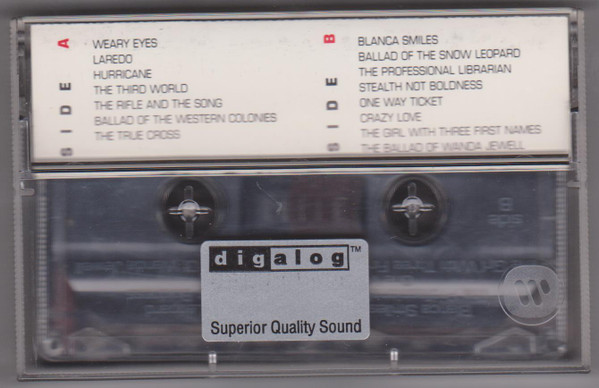 SIDE A
WEARY EYES
LAREDO
HURRICANE
THE THIRD WORLD
THE RIFLE AND THE SONG
BALLAD OF THE WESTERN COLONIES
THE TRUE CROSS
SIDE B
BLANCA SMILES
BALLAD OF THE SNOW LEOPARD
THE PROFESSIONAL LIBRARIAN
STEALTH NOT BOLDNESS
ONE WAY TICKET
CRAZY LOVE
THE GIRL WITH THREE FIRST NAMES
THE BALLAD OF WANDA JEWELL
side
B
digalog™
Superior Quality Sound